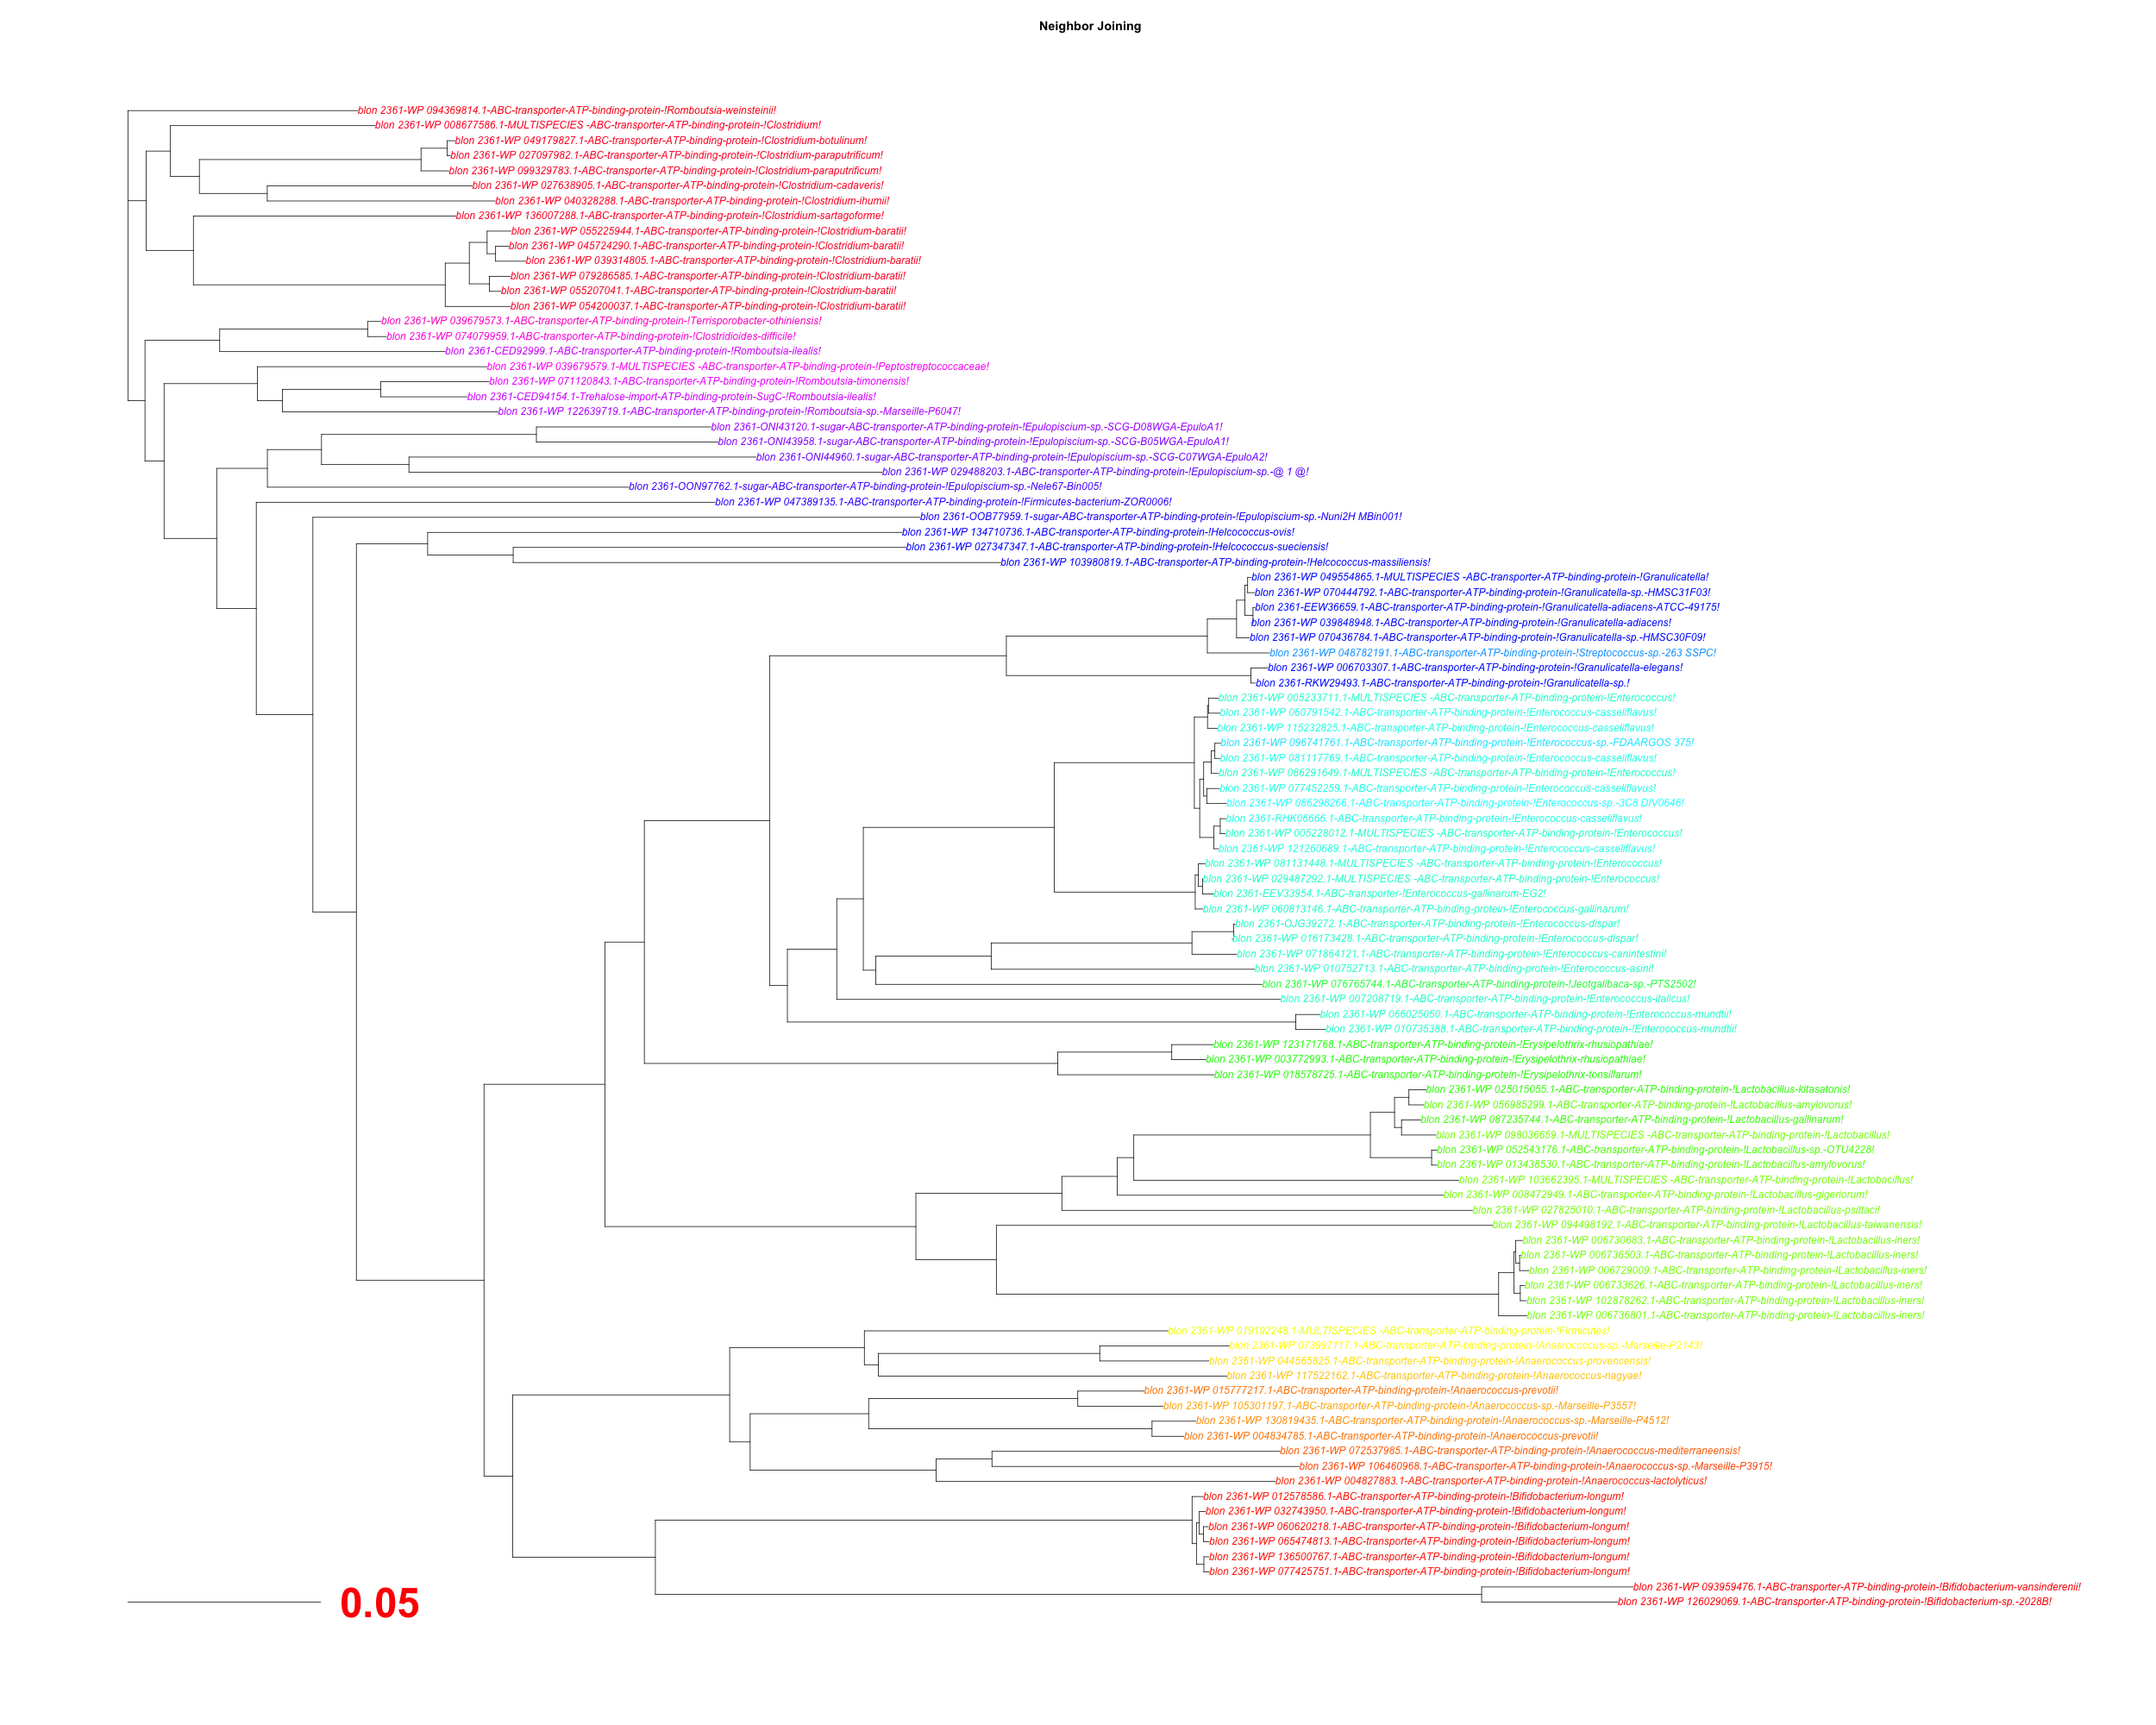 Neighbor Joining
blon 2361-WP 094369814.1-ABC-transporter-ATP-binding-protein-!Romboutsia-weinsteinii!
blon 2361-WP 008677586.1-MULTISPECIES -ABC-transporter-ATP-binding-protein-!Clostridium!
blon 2361-WP 049179827.1-ABC-transporter-ATP-binding-protein-!Clostridium-botulinum!
blon 2361-WP 027097982.1-ABC-transporter-ATP-binding-protein-!Clostridium-paraputrificum!
blon 2361-WP 099329783.1-ABC-transporter-ATP-binding-protein-!Clostridium-paraputrificum!
blon 2361-WP 027638905.1-ABC-transporter-ATP-binding-protein-!Clostridium-cadaveris!
blon 2361-WP 040328288.1-ABC-transporter-ATP-binding-protein-!Clostridium-ihumii!
blon 2361-WP 136007288.1-ABC-transporter-ATP-binding-protein-!Clostridium-sartagoforme!
blon 2361-WP 055225944.1-ABC-transporter-ATP-binding-protein-!Clostridium-baratii!
blon 2361-WP 045724290.1-ABC-transporter-ATP-binding-protein-!Clostridium-baratii!
blon 2361-WP 039314805.1-ABC-transporter-ATP-binding-protein-!Clostridium-baratii!
blon 2361-WP 079286585.1-ABC-transporter-ATP-binding-protein-!Clostridium-baratii!
blon 2361-WP 055207041.1-ABC-transporter-ATP-binding-protein-!Clostridium-baratii!
blon 2361-WP 054200037.1-ABC-transporter-ATP-binding-protein-!Clostridium-baratii!
blon 2361-WP 039679573.1-ABC-transporter-ATP-binding-protein-!Terrisporobacter-othiniensis!
blon 2361-WP 074079959.1-ABC-transporter-ATP-binding-protein-!Clostridioides-difficile!
blon 2361-CED92999.1-ABC-transporter-ATP-binding-protein-!Romboutsia-ilealis!
blon 2361-WP 039679579.1-MULTISPECIES -ABC-transporter-ATP-binding-protein-!Peptostreptococcaceae!
blon 2361-WP 071120843.1-ABC-transporter-ATP-binding-protein-!Romboutsia-timonensis!
blon 2361-CED94154.1-Trehalose-import-ATP-binding-protein-SugC-!Romboutsia-ilealis!
blon 2361-WP 122639719.1-ABC-transporter-ATP-binding-protein-!Romboutsia-sp.-Marseille-P6047!
blon 2361-ONI43120.1-sugar-ABC-transporter-ATP-binding-protein-!Epulopiscium-sp.-SCG-D08WGA-EpuloA1!
blon 2361-ONI43958.1-sugar-ABC-transporter-ATP-binding-protein-!Epulopiscium-sp.-SCG-B05WGA-EpuloA1!
blon 2361-ONI44960.1-sugar-ABC-transporter-ATP-binding-protein-!Epulopiscium-sp.-SCG-C07WGA-EpuloA2!
blon 2361-WP 029488203.1-ABC-transporter-ATP-binding-protein-!Epulopiscium-sp.-@ 1 @!
blon 2361-OON97762.1-sugar-ABC-transporter-ATP-binding-protein-!Epulopiscium-sp.-Nele67-Bin005!
blon 2361-WP 047389135.1-ABC-transporter-ATP-binding-protein-!Firmicutes-bacterium-ZOR0006!
blon 2361-OOB77959.1-sugar-ABC-transporter-ATP-binding-protein-!Epulopiscium-sp.-Nuni2H MBin001!
blon 2361-WP 134710736.1-ABC-transporter-ATP-binding-protein-!Helcococcus-ovis!
blon 2361-WP 027347347.1-ABC-transporter-ATP-binding-protein-!Helcococcus-sueciensis!
blon 2361-WP 103980819.1-ABC-transporter-ATP-binding-protein-!Helcococcus-massiliensis!
blon 2361-WP 049554865.1-MULTISPECIES -ABC-transporter-ATP-binding-protein-!Granulicatella!
blon 2361-WP 070444792.1-ABC-transporter-ATP-binding-protein-!Granulicatella-sp.-HMSC31F03!
blon 2361-EEW36659.1-ABC-transporter-ATP-binding-protein-!Granulicatella-adiacens-ATCC-49175!
blon 2361-WP 039848948.1-ABC-transporter-ATP-binding-protein-!Granulicatella-adiacens!
blon 2361-WP 070436784.1-ABC-transporter-ATP-binding-protein-!Granulicatella-sp.-HMSC30F09!
blon 2361-WP 048782191.1-ABC-transporter-ATP-binding-protein-!Streptococcus-sp.-263 SSPC!
blon 2361-WP 006703307.1-ABC-transporter-ATP-binding-protein-!Granulicatella-elegans!
blon 2361-RKW29493.1-ABC-transporter-ATP-binding-protein-!Granulicatella-sp.!
blon 2361-WP 005233711.1-MULTISPECIES -ABC-transporter-ATP-binding-protein-!Enterococcus!
blon 2361-WP 060791542.1-ABC-transporter-ATP-binding-protein-!Enterococcus-casseliflavus!
blon 2361-WP 115232825.1-ABC-transporter-ATP-binding-protein-!Enterococcus-casseliflavus!
blon 2361-WP 096741761.1-ABC-transporter-ATP-binding-protein-!Enterococcus-sp.-FDAARGOS 375!
blon 2361-WP 081117769.1-ABC-transporter-ATP-binding-protein-!Enterococcus-casseliflavus!
blon 2361-WP 086291649.1-MULTISPECIES -ABC-transporter-ATP-binding-protein-!Enterococcus!
blon 2361-WP 077452259.1-ABC-transporter-ATP-binding-protein-!Enterococcus-casseliflavus!
blon 2361-WP 086298266.1-ABC-transporter-ATP-binding-protein-!Enterococcus-sp.-3C8 DIV0646!
blon 2361-RHK06666.1-ABC-transporter-ATP-binding-protein-!Enterococcus-casseliflavus!
blon 2361-WP 005228012.1-MULTISPECIES -ABC-transporter-ATP-binding-protein-!Enterococcus!
blon 2361-WP 121260689.1-ABC-transporter-ATP-binding-protein-!Enterococcus-casseliflavus!
blon 2361-WP 081131448.1-MULTISPECIES -ABC-transporter-ATP-binding-protein-!Enterococcus!
blon 2361-WP 029487292.1-MULTISPECIES -ABC-transporter-ATP-binding-protein-!Enterococcus!
blon 2361-EEV33954.1-ABC-transporter-!Enterococcus-gallinarum-EG2!
blon 2361-WP 060813146.1-ABC-transporter-ATP-binding-protein-!Enterococcus-gallinarum!
blon 2361-OJG39272.1-ABC-transporter-ATP-binding-protein-!Enterococcus-dispar!
blon 2361-WP 016173428.1-ABC-transporter-ATP-binding-protein-!Enterococcus-dispar!
blon 2361-WP 071864121.1-ABC-transporter-ATP-binding-protein-!Enterococcus-canintestini!
blon 2361-WP 010752713.1-ABC-transporter-ATP-binding-protein-!Enterococcus-asini!
blon 2361-WP 076765744.1-ABC-transporter-ATP-binding-protein-!Jeotgalibaca-sp.-PTS2502!
blon 2361-WP 007208719.1-ABC-transporter-ATP-binding-protein-!Enterococcus-italicus!
blon 2361-WP 066025050.1-ABC-transporter-ATP-binding-protein-!Enterococcus-mundtii!
blon 2361-WP 010735388.1-ABC-transporter-ATP-binding-protein-!Enterococcus-mundtii!
blon 2361-WP 123171768.1-ABC-transporter-ATP-binding-protein-!Erysipelothrix-rhusiopathiae!
blon 2361-WP 003772993.1-ABC-transporter-ATP-binding-protein-!Erysipelothrix-rhusiopathiae!
blon 2361-WP 018578725.1-ABC-transporter-ATP-binding-protein-!Erysipelothrix-tonsillarum!
blon 2361-WP 025015055.1-ABC-transporter-ATP-binding-protein-!Lactobacillus-kitasatonis!
blon 2361-WP 056985299.1-ABC-transporter-ATP-binding-protein-!Lactobacillus-amylovorus!
blon 2361-WP 087235744.1-ABC-transporter-ATP-binding-protein-!Lactobacillus-gallinarum!
blon 2361-WP 098036659.1-MULTISPECIES -ABC-transporter-ATP-binding-protein-!Lactobacillus!
blon 2361-WP 052543176.1-ABC-transporter-ATP-binding-protein-!Lactobacillus-sp.-OTU4228!
blon 2361-WP 013438530.1-ABC-transporter-ATP-binding-protein-!Lactobacillus-amylovorus!
blon 2361-WP 103662395.1-MULTISPECIES -ABC-transporter-ATP-binding-protein-!Lactobacillus!
blon 2361-WP 008472949.1-ABC-transporter-ATP-binding-protein-!Lactobacillus-gigeriorum!
blon 2361-WP 027825010.1-ABC-transporter-ATP-binding-protein-!Lactobacillus-psittaci!
blon 2361-WP 094498192.1-ABC-transporter-ATP-binding-protein-!Lactobacillus-taiwanensis!
blon 2361-WP 006730683.1-ABC-transporter-ATP-binding-protein-!Lactobacillus-iners!
blon 2361-WP 006736503.1-ABC-transporter-ATP-binding-protein-!Lactobacillus-iners!
blon 2361-WP 006729009.1-ABC-transporter-ATP-binding-protein-!Lactobacillus-iners!
blon 2361-WP 006733626.1-ABC-transporter-ATP-binding-protein-!Lactobacillus-iners!
blon 2361-WP 102878262.1-ABC-transporter-ATP-binding-protein-!Lactobacillus-iners!
blon 2361-WP 006736801.1-ABC-transporter-ATP-binding-protein-!Lactobacillus-iners!
blon 2361-WP 019192248.1-MULTISPECIES -ABC-transporter-ATP-binding-protein-!Firmicutes!
blon 2361-WP 073997117.1-ABC-transporter-ATP-binding-protein-!Anaerococcus-sp.-Marseille-P2143!
blon 2361-WP 044565825.1-ABC-transporter-ATP-binding-protein-!Anaerococcus-provencensis!
blon 2361-WP 117522162.1-ABC-transporter-ATP-binding-protein-!Anaerococcus-nagyae!
blon 2361-WP 015777217.1-ABC-transporter-ATP-binding-protein-!Anaerococcus-prevotii!
blon 2361-WP 105301197.1-ABC-transporter-ATP-binding-protein-!Anaerococcus-sp.-Marseille-P3557!
blon 2361-WP 130819435.1-ABC-transporter-ATP-binding-protein-!Anaerococcus-sp.-Marseille-P4512!
blon 2361-WP 004834785.1-ABC-transporter-ATP-binding-protein-!Anaerococcus-prevotii!
blon 2361-WP 072537985.1-ABC-transporter-ATP-binding-protein-!Anaerococcus-mediterraneensis!
blon 2361-WP 106460968.1-ABC-transporter-ATP-binding-protein-!Anaerococcus-sp.-Marseille-P3915!
blon 2361-WP 004827883.1-ABC-transporter-ATP-binding-protein-!Anaerococcus-lactolyticus!
blon 2361-WP 012578586.1-ABC-transporter-ATP-binding-protein-!Bifidobacterium-longum!
blon 2361-WP 032743950.1-ABC-transporter-ATP-binding-protein-!Bifidobacterium-longum!
blon 2361-WP 060620218.1-ABC-transporter-ATP-binding-protein-!Bifidobacterium-longum!
blon 2361-WP 065474813.1-ABC-transporter-ATP-binding-protein-!Bifidobacterium-longum!
blon 2361-WP 136500767.1-ABC-transporter-ATP-binding-protein-!Bifidobacterium-longum!
blon 2361-WP 077425751.1-ABC-transporter-ATP-binding-protein-!Bifidobacterium-longum!
blon 2361-WP 093959476.1-ABC-transporter-ATP-binding-protein-!Bifidobacterium-vansinderenii!
blon 2361-WP 126029069.1-ABC-transporter-ATP-binding-protein-!Bifidobacterium-sp.-2028B!
0.05